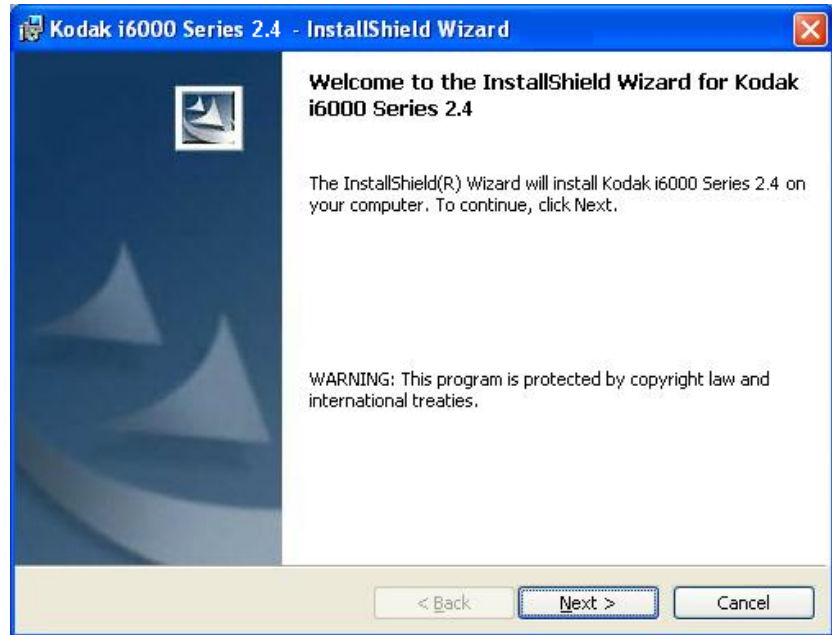 Kodak i6000 Series 2.4 - InstallShield Wizard
Welcome to the InstallShield Wizard for Kodak
i6000 Series 2.4
The InstallShield(R) Wizard will install Kodak i6000 Series 2.4 on
your computer. To continue, click Next.
WARNING: This program is protected by copyright law and
international treaties.
< Back
Next >
Cancel